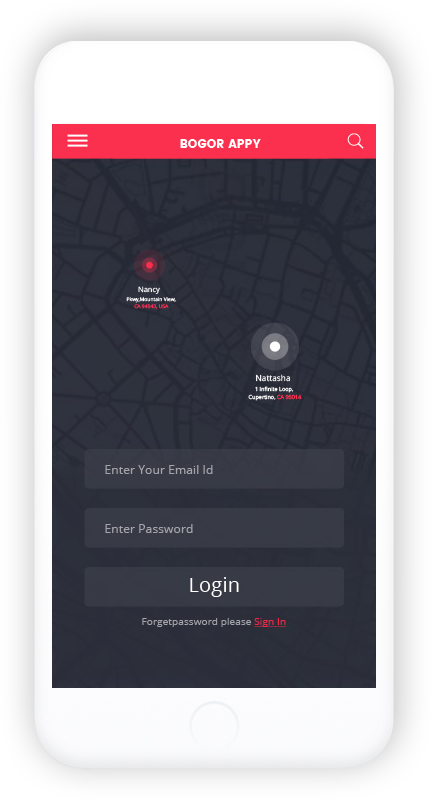 BOGOR APPY
Nancy
Pkwy,Mountain View,
CA 94043, USA
Nattasha
1 Infinite Loop,
Cupertino, CA 95014
Enter Your Email Id
Enter Password
Login
Forgetpassword please Sign In